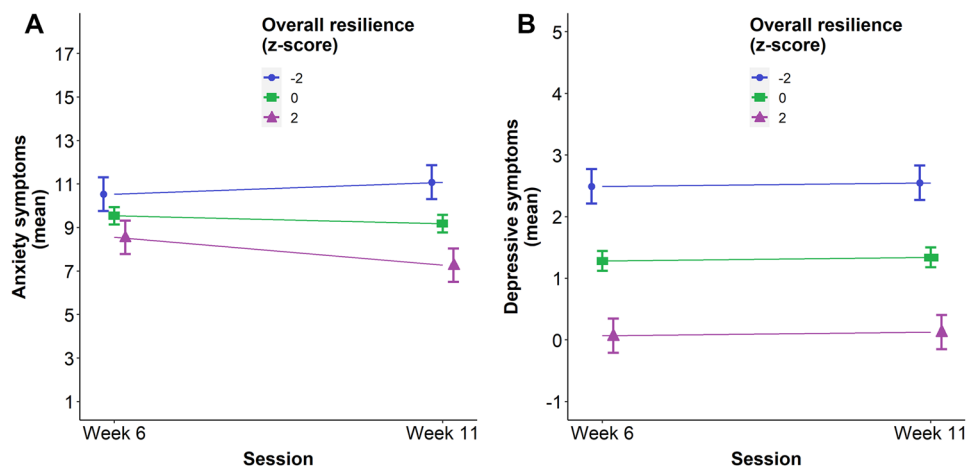 A
Overall resilience
(z-score)
-2
0
2
17
15
13
11
9
7
5
3
1
Anxiety symptoms
(mean)
Week 6
Week 11
Session
B
Overall resilience
(z-score)
-2
0
2
5
4
3
2
1
0
-1
Depressive symptoms
(mean)
Week 6
Week 11
Session